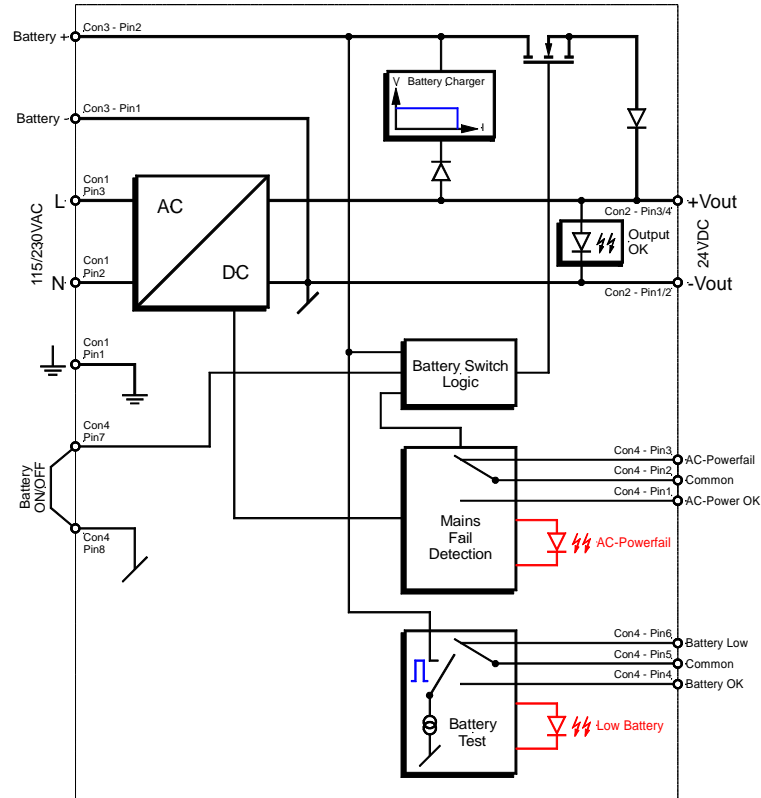 Battery +
Con3 - Pin2
V Battery Charger
I
Battery -
Con3 - Pin1
115/230VAC
L
Con1
Pin3
N
Con1
Pin2
AC
DC
+Vout
Con2 - Pin3/4
Output
OK
24VDC
-Vout
Con2 - Pin1/2
Con1
Pin1
Battery Switch
Logic
Battery
ON/OFF
Con4
Pin7
Con4
Pin8
Mains
Fail
Detection
Con4 - Pin3
AC-Powerfail
Con4 - Pin2
Common
Con4 - Pin1
AC-Power OK
AC-Powerfail
Battery
Test
Con4 - Pin6
Battery Low
Con4 - Pin5
Common
Con4 - Pin4
Battery OK
Low Battery